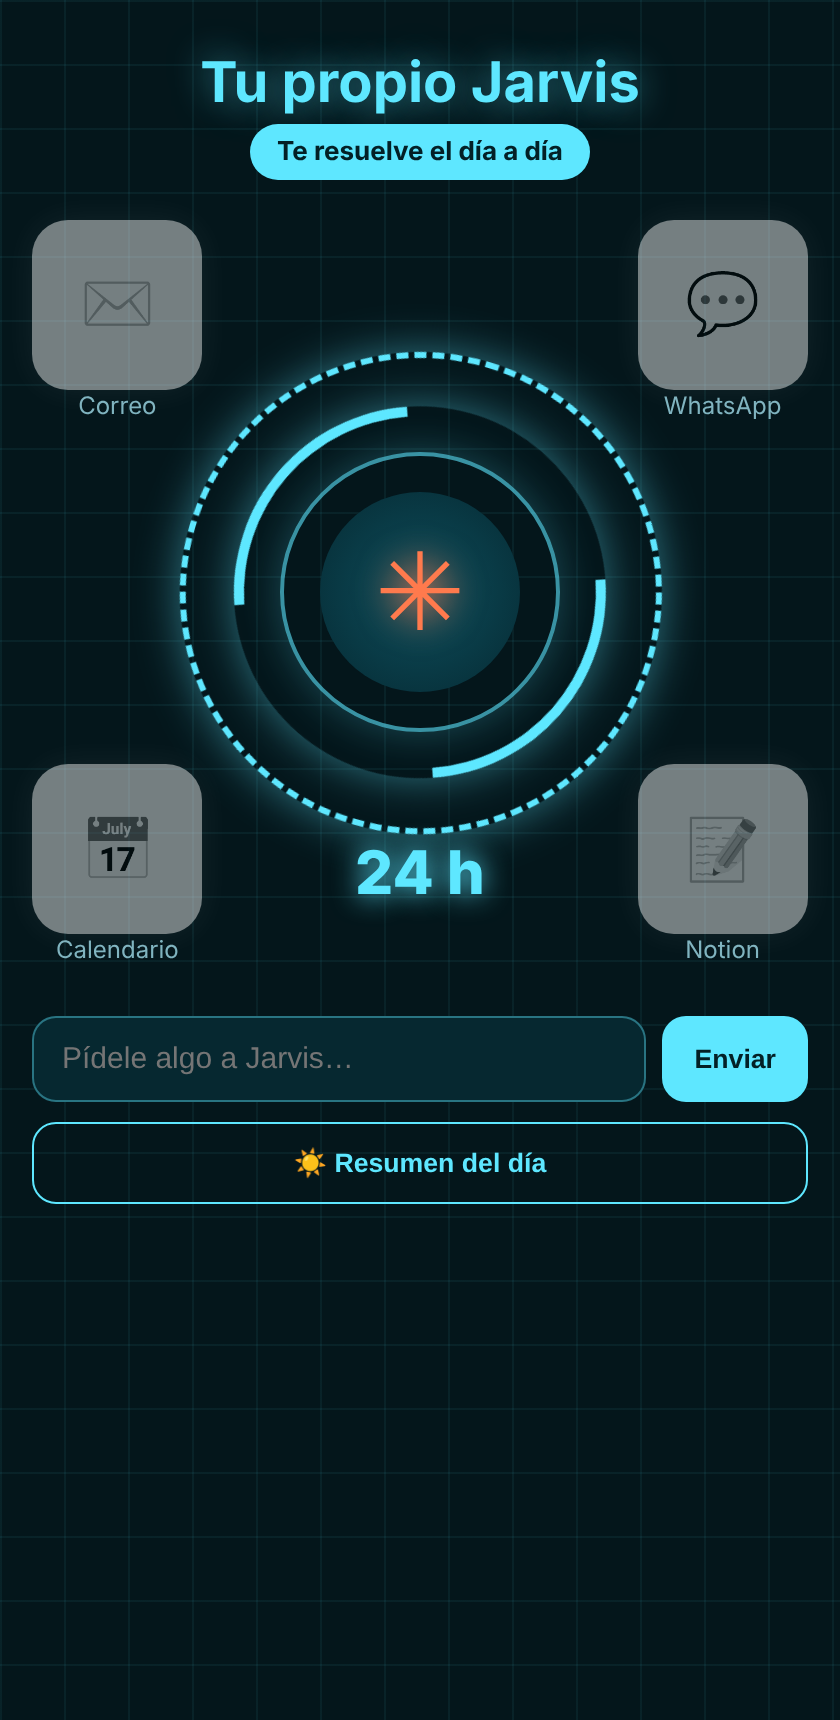 Tu propio Jarvis
Te resuelve el día a día
Correo
WhatsApp
July
17
Calendario
24 h
Notion
Pídele algo a Jarvis…
Enviar
☀️ Resumen del día